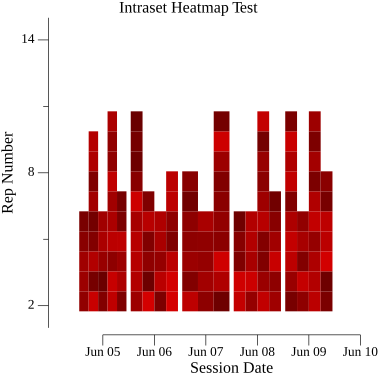 Intraset Heatmap Test
14
8
2
Rep Number
Jun 05 Jun 06 Jun 07 Jun 08 Jun 09 Jun 10
Session Date